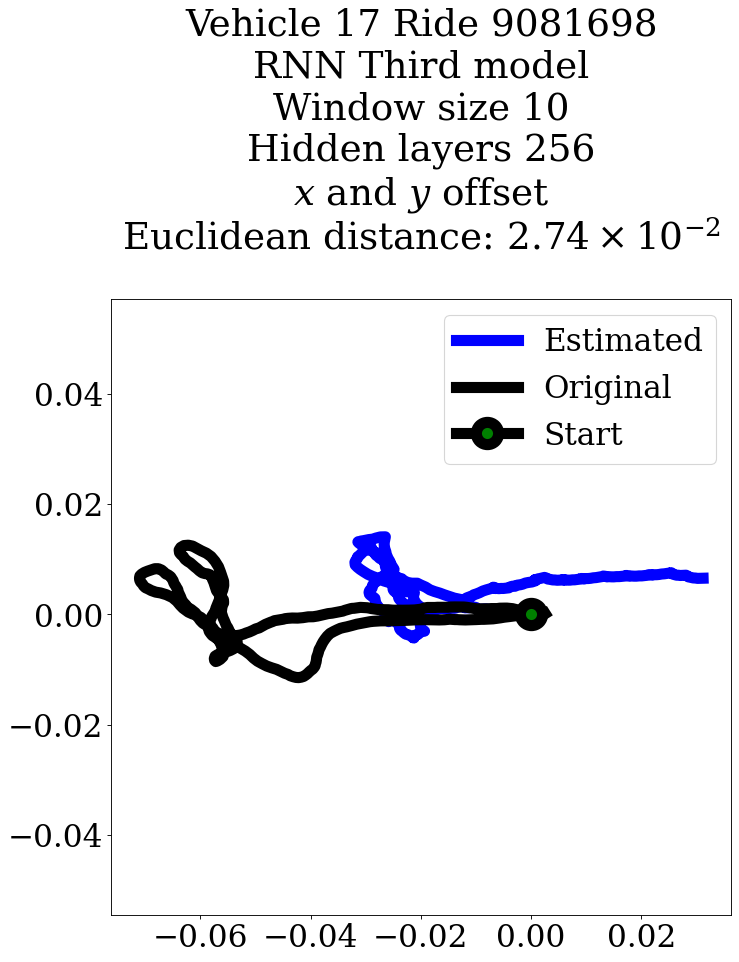 Vehicle 17 Ride 9081698
RNN Third model
Window size 10
Hidden layers 256
x and y offset
Euclidean distance: 2.74 × 10⁻²
Estimated
Original
Start
0.04
0.02
0.00
−0.02
−0.04
−0.06 −0.04 −0.02 0.00 0.02